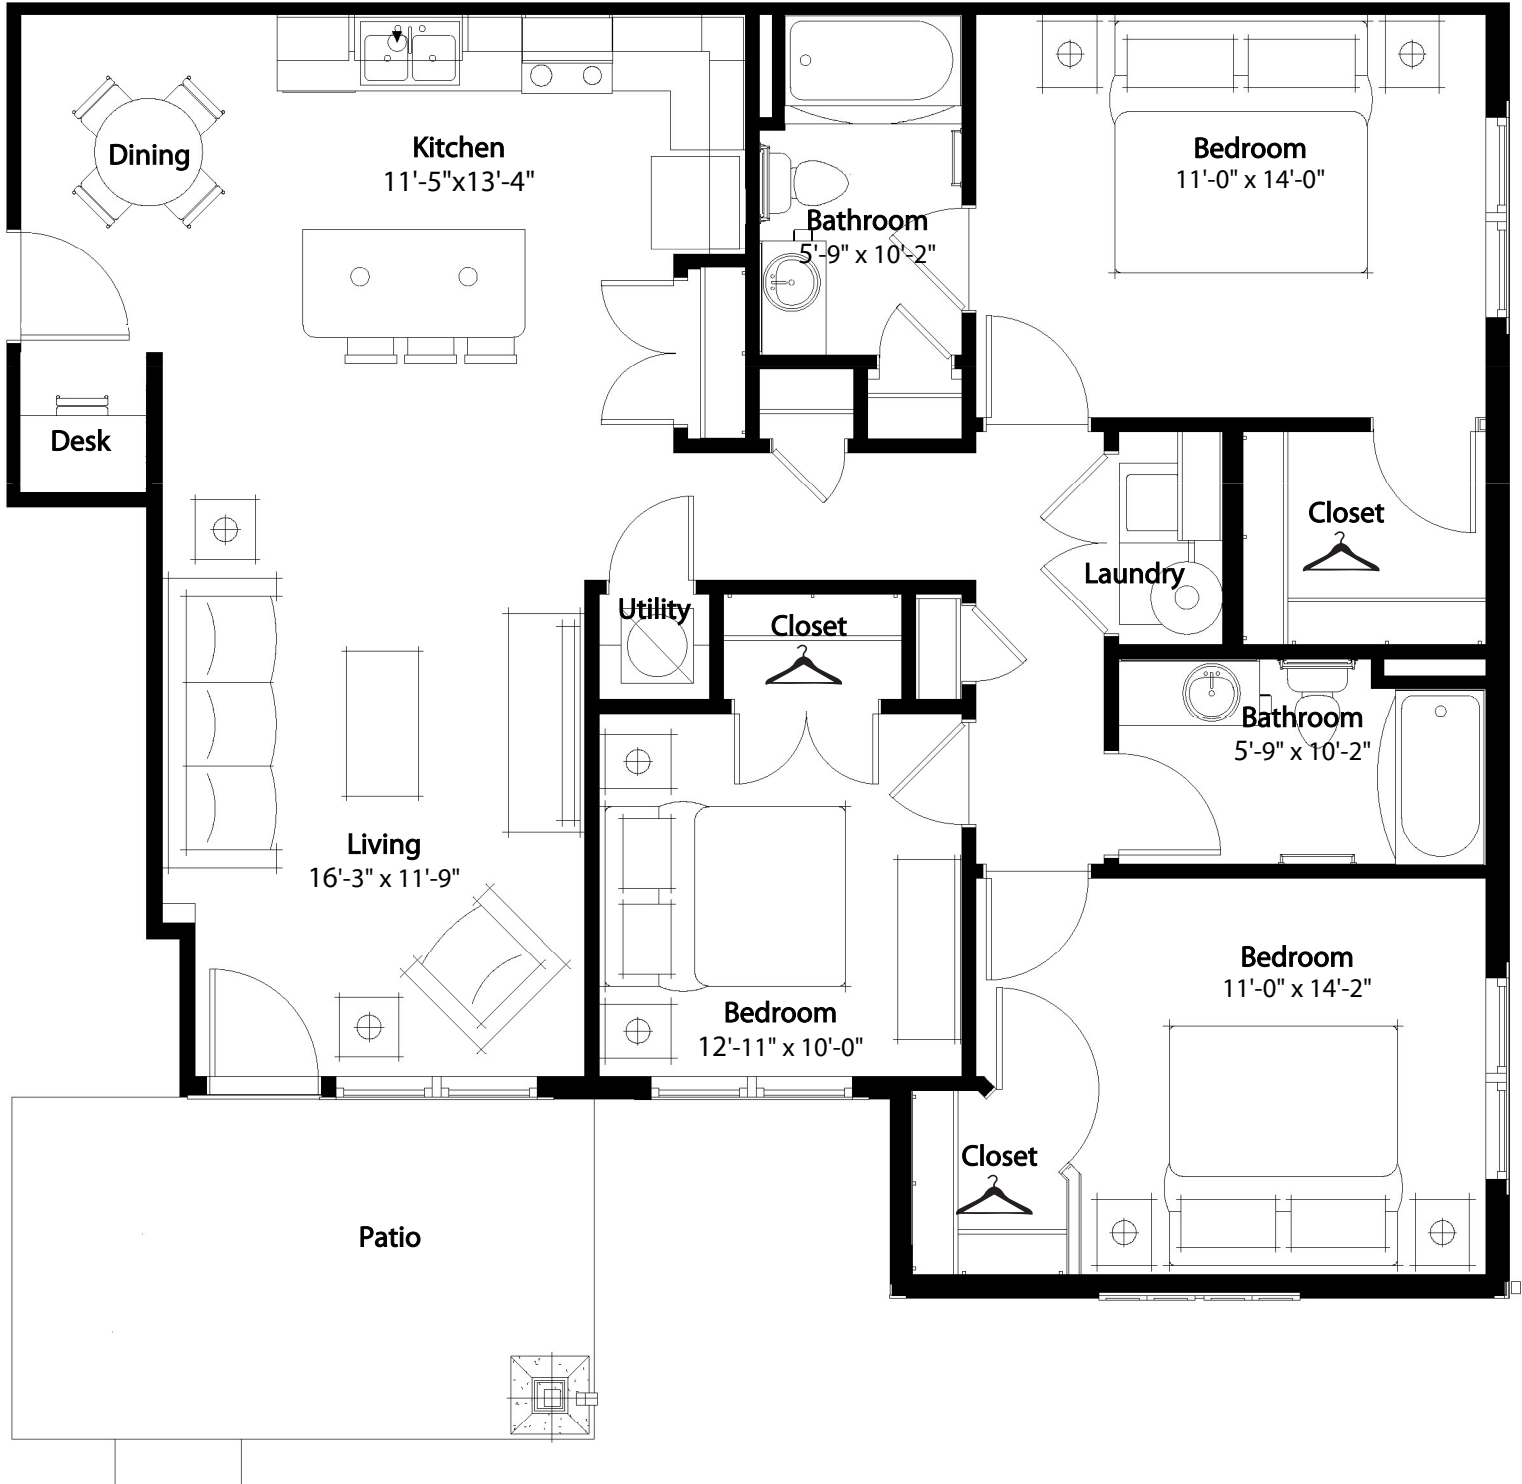 Dining
Kitchen
11'-5"x13'-4"
Bathroom
5'-9" x 10'-2"
Bedroom
11'-0" x 14'-0"
Desk
Closet
Laundry
Utility
Closet
Bathroom
5'-9" x 10'-2"
Living
16'-3" x 11'-9"
Bedroom
12'-11" x 10'-0"
Bedroom
11'-0" x 14'-2"
Closet
Patio